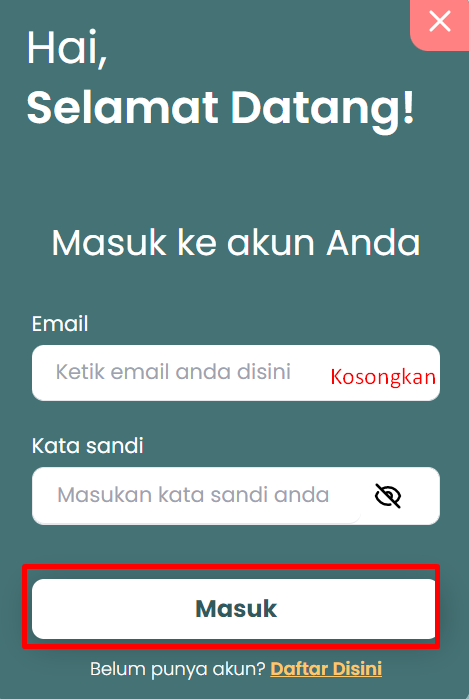 Hai,
Selamat Datang!
Masuk ke akun Anda
Email
Ketik email anda disini Kosongkan
Kata sandi
Masukan kata sandi anda
Masuk
Belum punya akun? Daftar Disini